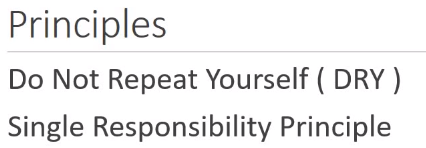 Principles
Do Not Repeat Yourself ( DRY )
Single Responsibility Principle